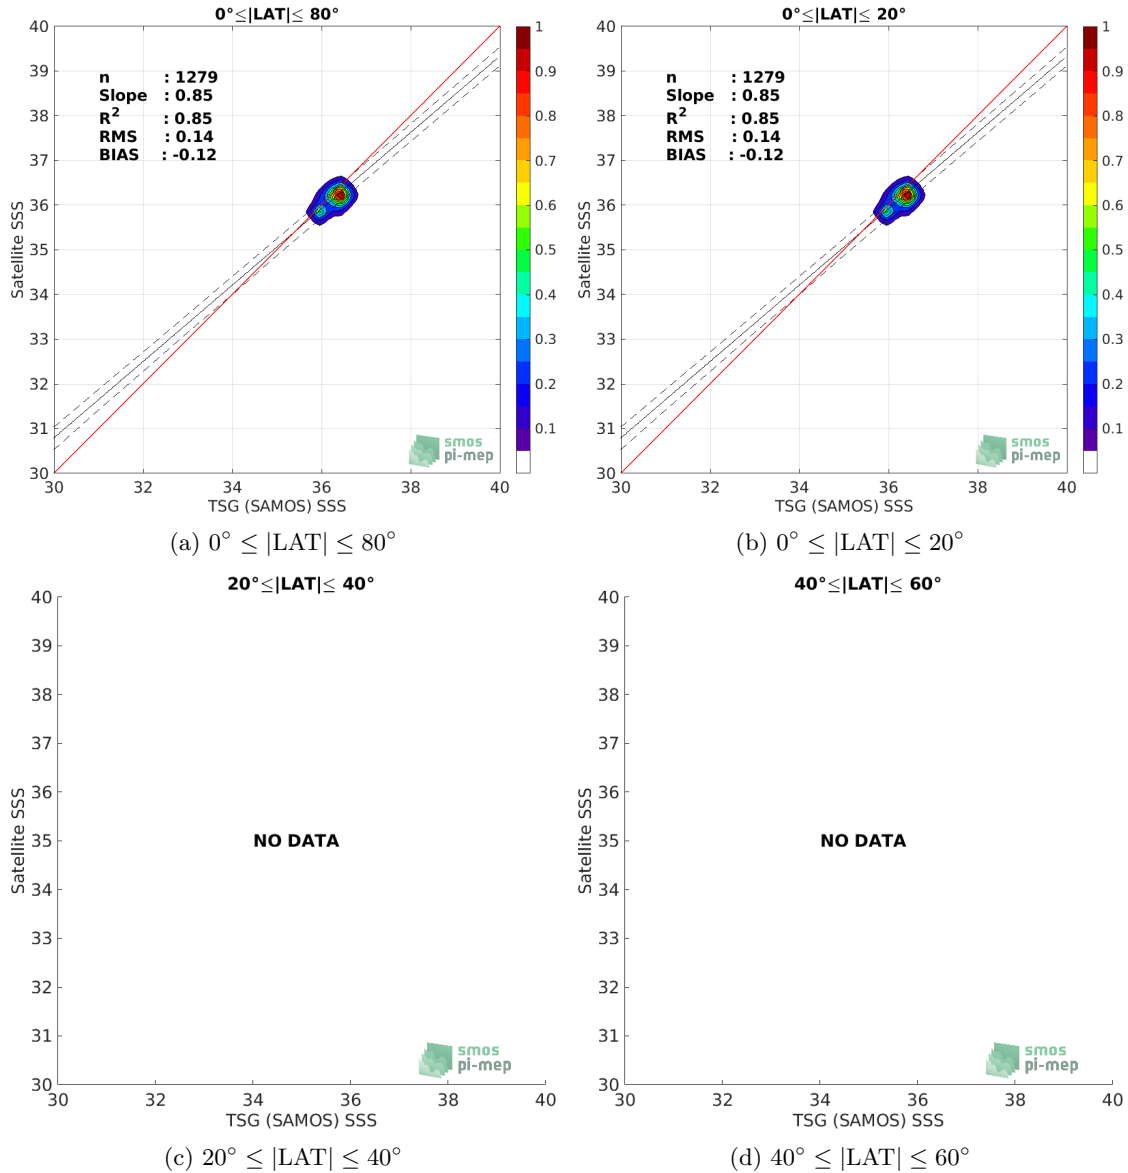 0°≤|LAT|≤ 80°
n : 1279
Slope : 0.85
R² : 0.85
RMS : 0.14
BIAS : -0.12
40
39
38
37
36
35
34
33
32
31
30
Satellite SSS
30 32 34 36 38 40
TSG (SAMOS) SSS
1
0.9
0.8
0.7
0.6
0.5
0.4
0.3
0.2
0.1
smos
pi-mep
(a) 0° ≤ |LAT| ≤ 80°
0°≤|LAT|≤ 20°
n : 1279
Slope : 0.85
R² : 0.85
RMS : 0.14
BIAS : -0.12
40
39
38
37
36
35
34
33
32
31
30
Satellite SSS
30 32 34 36 38 40
TSG (SAMOS) SSS
1
0.9
0.8
0.7
0.6
0.5
0.4
0.3
0.2
0.1
smos
pi-mep
(b) 0° ≤ |LAT| ≤ 20°
20°≤|LAT|≤ 40°
40
39
38
37
36
35
34
33
32
31
30
Satellite SSS
NO DATA
smos
pi-mep
30 32 34 36 38 40
TSG (SAMOS) SSS
(c) 20° ≤ |LAT| ≤ 40°
40°≤|LAT|≤ 60°
40
39
38
37
36
35
34
33
32
31
30
Satellite SSS
NO DATA
smos
pi-mep
30 32 34 36 38 40
TSG (SAMOS) SSS
(d) 40° ≤ |LAT| ≤ 60°